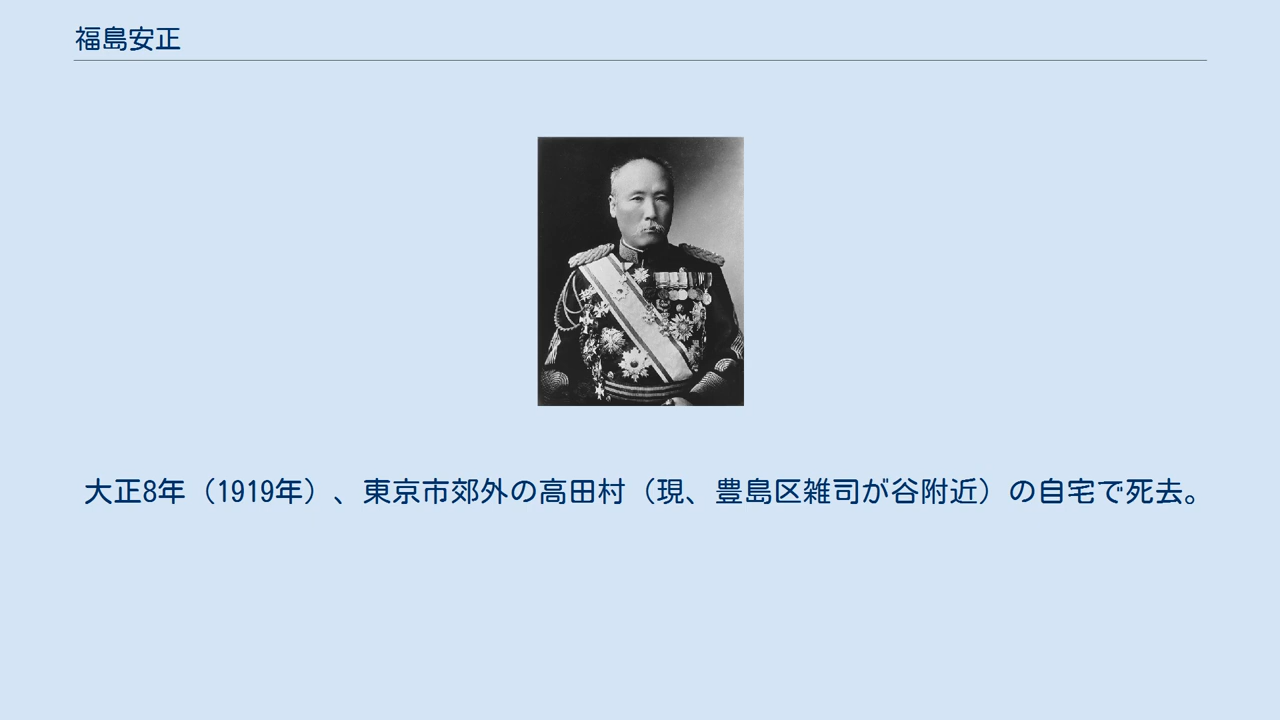 福島安正
大正8年（1919年）、東京市郊外の高田村（現、豊島区雑司が谷附近）の自宅で死去。